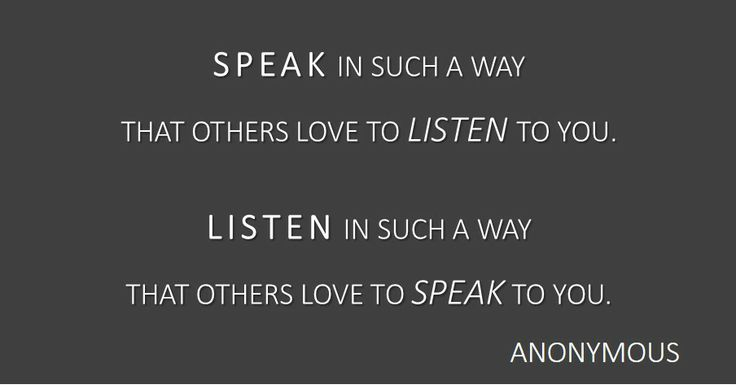 SPEAK IN SUCH A WAY
THAT OTHERS LOVE TO LISTEN TO YOU.
LISTEN IN SUCH A WAY
THAT OTHERS LOVE TO SPEAK TO YOU.
ANONYMOUS